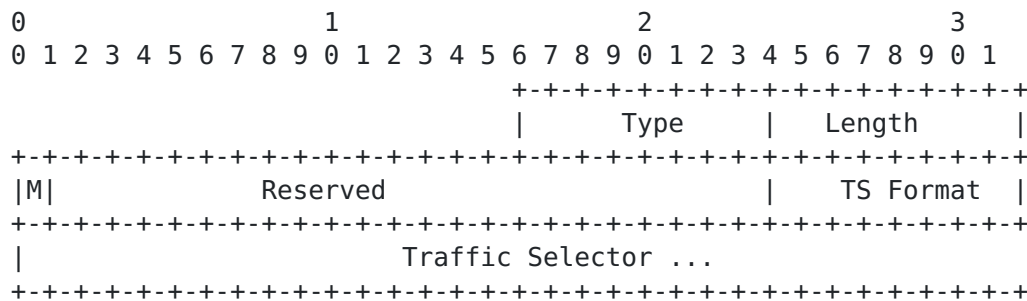 0                   1                   2                   3
0 1 2 3 4 5 6 7 8 9 0 1 2 3 4 5 6 7 8 9 0 1 2 3 4 5 6 7 8 9 0 1
                                +-+-+-+-+-+-+-+-+-+-+-+-+-+-+-+-+
                                |       Type    |   Length      |
+-+-+-+-+-+-+-+-+-+-+-+-+-+-+-+-+-+-+-+-+-+-+-+-+-+-+-+-+-+-+-+-+
|M|             Reserved                        |    TS Format  |
+-+-+-+-+-+-+-+-+-+-+-+-+-+-+-+-+-+-+-+-+-+-+-+-+-+-+-+-+-+-+-+-+
|                        Traffic Selector ...
+-+-+-+-+-+-+-+-+-+-+-+-+-+-+-+-+-+-+-+-+-+-+-+-+-+-+-+-+-+-+-+-+